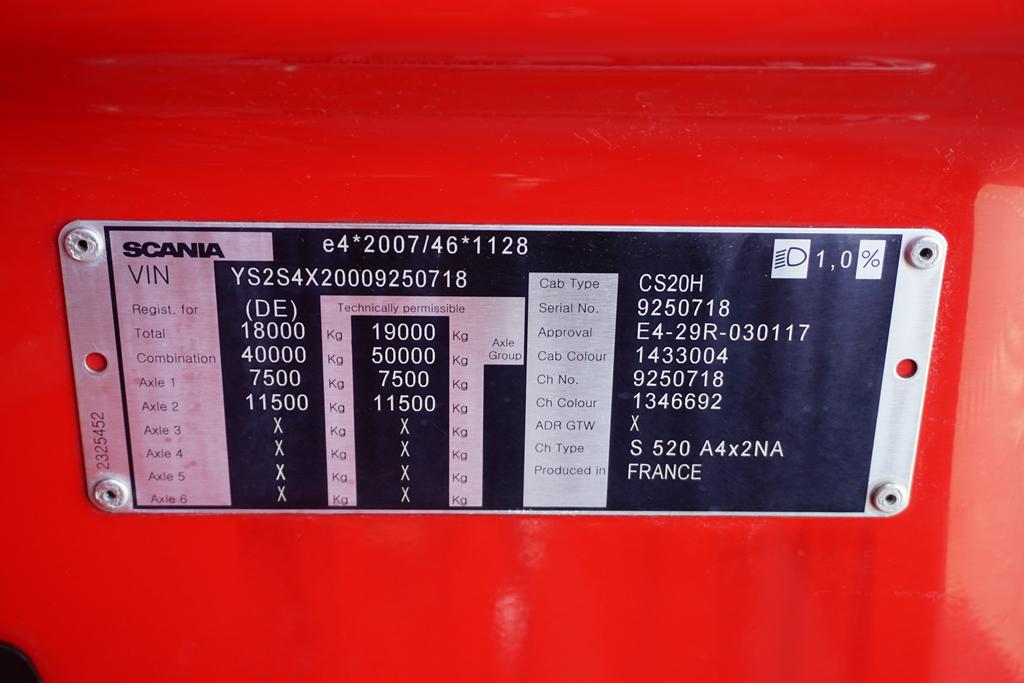 SCANIA e4*2007/46*1128 1,0 %
VIN YS2S4X20009250718
Regist. for (DE) Technically permissible
Total 18000 Kg 19000 Kg
Combination 40000 Kg 50000 Kg Axle Group
Axle 1 7500 Kg 7500 Kg
Axle 2 11500 Kg 11500 Kg
Axle 3 X Kg X Kg
Axle 4 X Kg X Kg
Axle 5 X Kg X Kg
Axle 6 X Kg X Kg
Cab Type CS20H
Serial No. 9250718
Approval E4-29R-030117
Cab Colour 1433004
Ch No. 9250718
Ch Colour 1346692
ADR GTW X
Ch Type S 520 A4x2NA
Produced in FRANCE
2325452